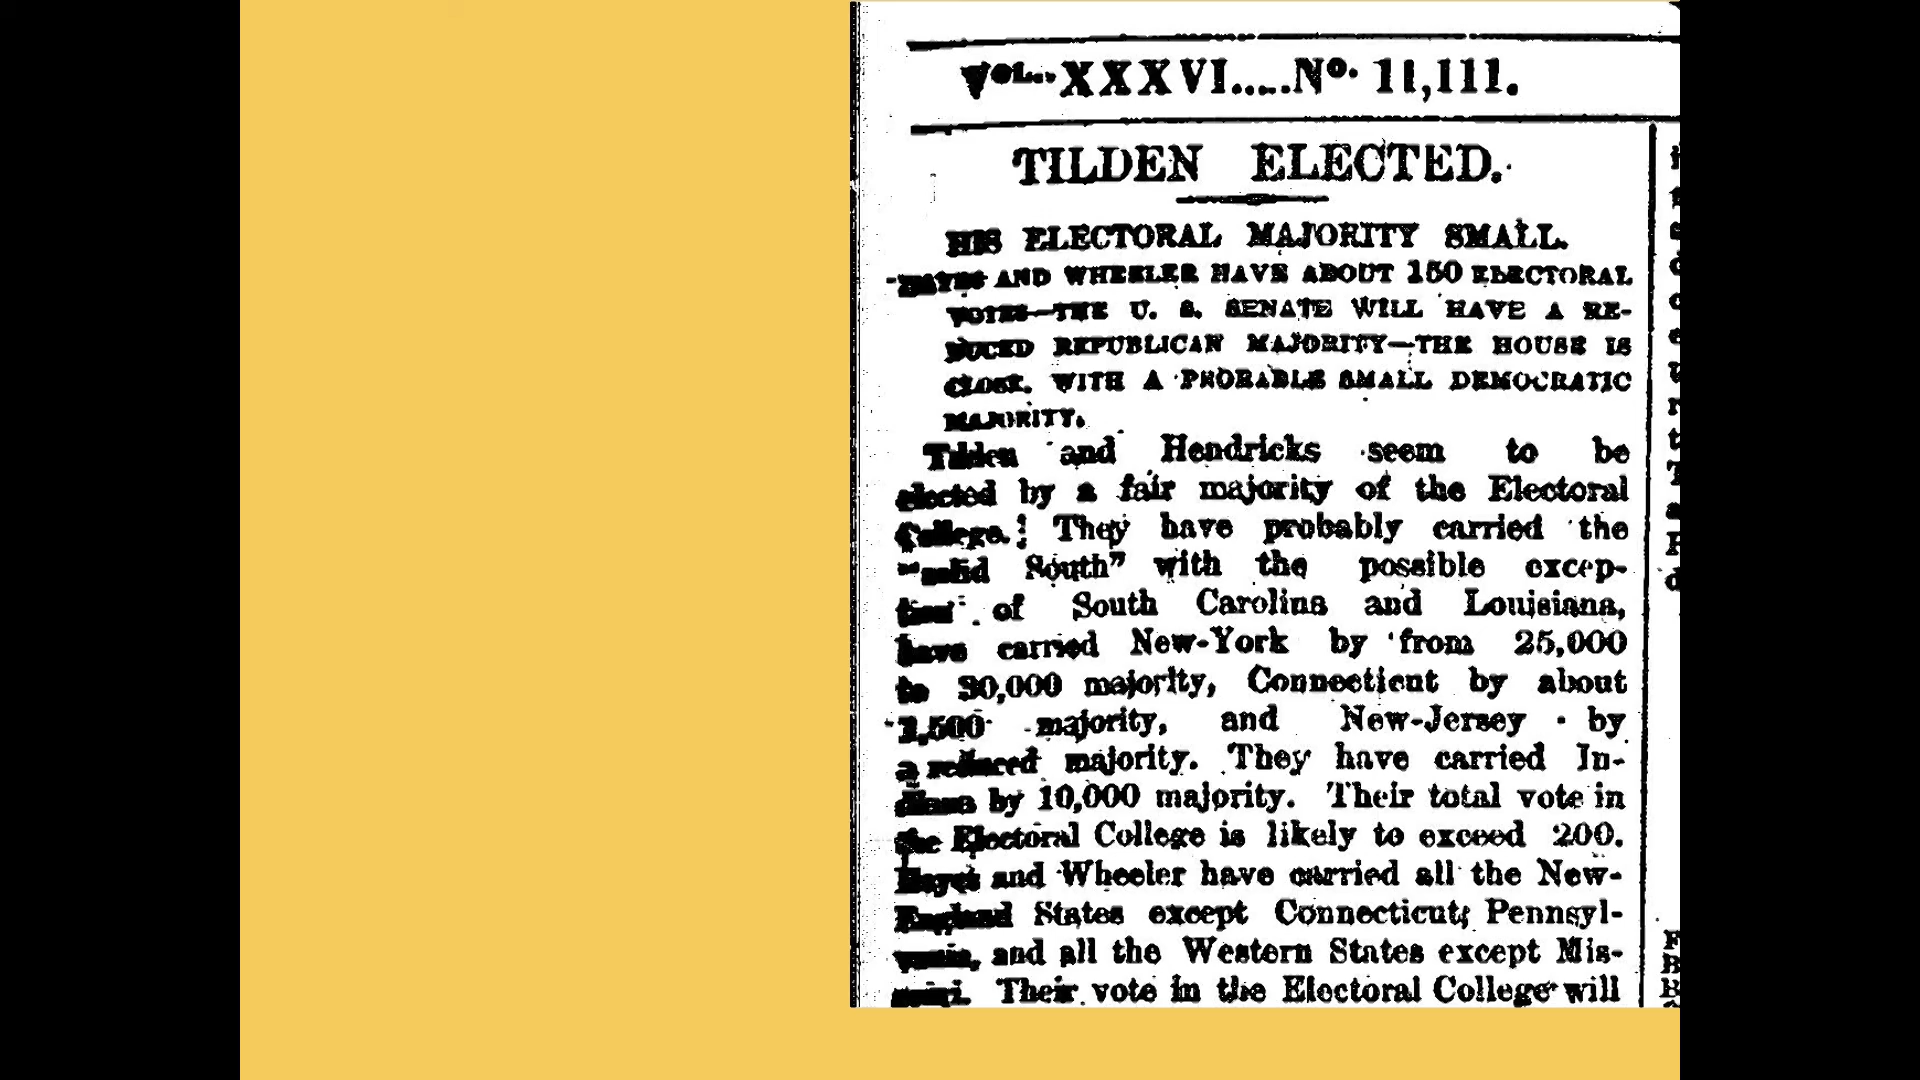 VOL. XXXVI.....No. 11,111.
TILDEN ELECTED.
HIS ELECTORAL MAJORITY SMALL.
HAYES AND WHEELER HAVE ABOUT 150 ELECTORAL
VOTES—THE U. S. SENATE WILL HAVE A RE-
DUCED REPUBLICAN MAJORITY—THE HOUSE IS
CLOSE, WITH A PROBABLE SMALL DEMOCRATIC
MAJORITY.
Tilden and Hendricks seem to be
elected by a fair majority of the Electoral
College. They have probably carried the
"solid South" with the possible excep-
tion of South Carolina and Louisiana,
have carried New-York by from 25,000
to 30,000 majority, Connecticut by about
majority, and New-Jersey by
a reduced majority. They have carried In-
diana by 10,000 majority. Their total vote in
the Electoral College is likely to exceed 200.
Hayes and Wheeler have carried all the New-
England States except Connecticut; Pennsyl-
vania, and all the Western States except Mis-
souri. Their vote in the Electoral College will